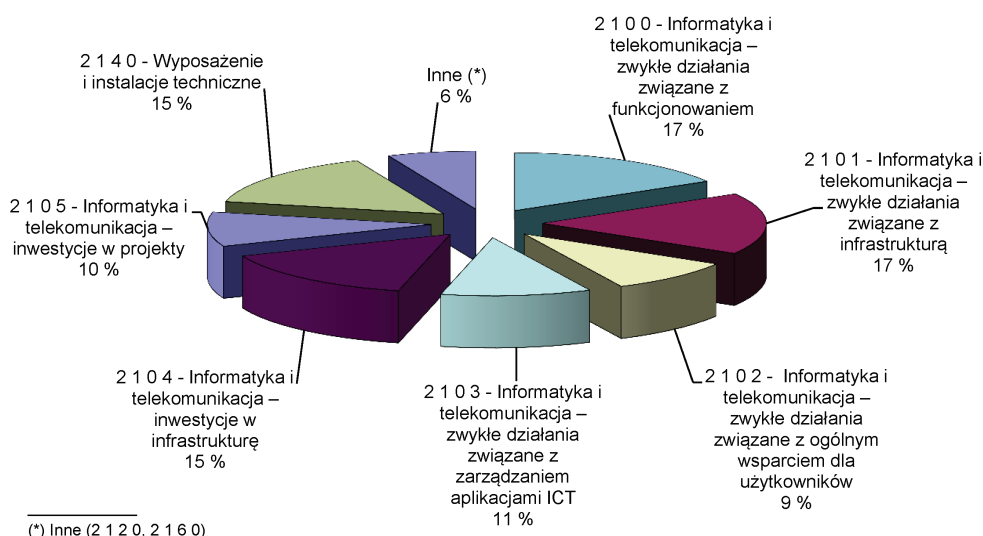 2 1 0 0 - Informatyka i
telekomunikacja –
zwykłe działania
związane z
funkcjonowaniem
17 %
2 1 4 0 - Wyposażenie
i instalacje techniczne
15 %
Inne (*)
6 %
2 1 0 1 - Informatyka i
telekomunikacja –
zwykłe działania
związane z
infrastrukturą
17 %
2 1 0 5 - Informatyka i
telekomunikacja –
inwestycje w projekty
10 %
2 1 0 4 - Informatyka i
telekomunikacja –
inwestycje w
infrastrukturę
15 %
2 1 0 3 - Informatyka i
telekomunikacja –
zwykłe działania
związane z
zarządzaniem
aplikacjami ICT
11 %
2 1 0 2 - Informatyka i
telekomunikacja –
zwykłe działania
związane z ogólnym
wsparciem dla
użytkowników
9 %
(*) Inne (2 1 2 0, 2 1 6 0)